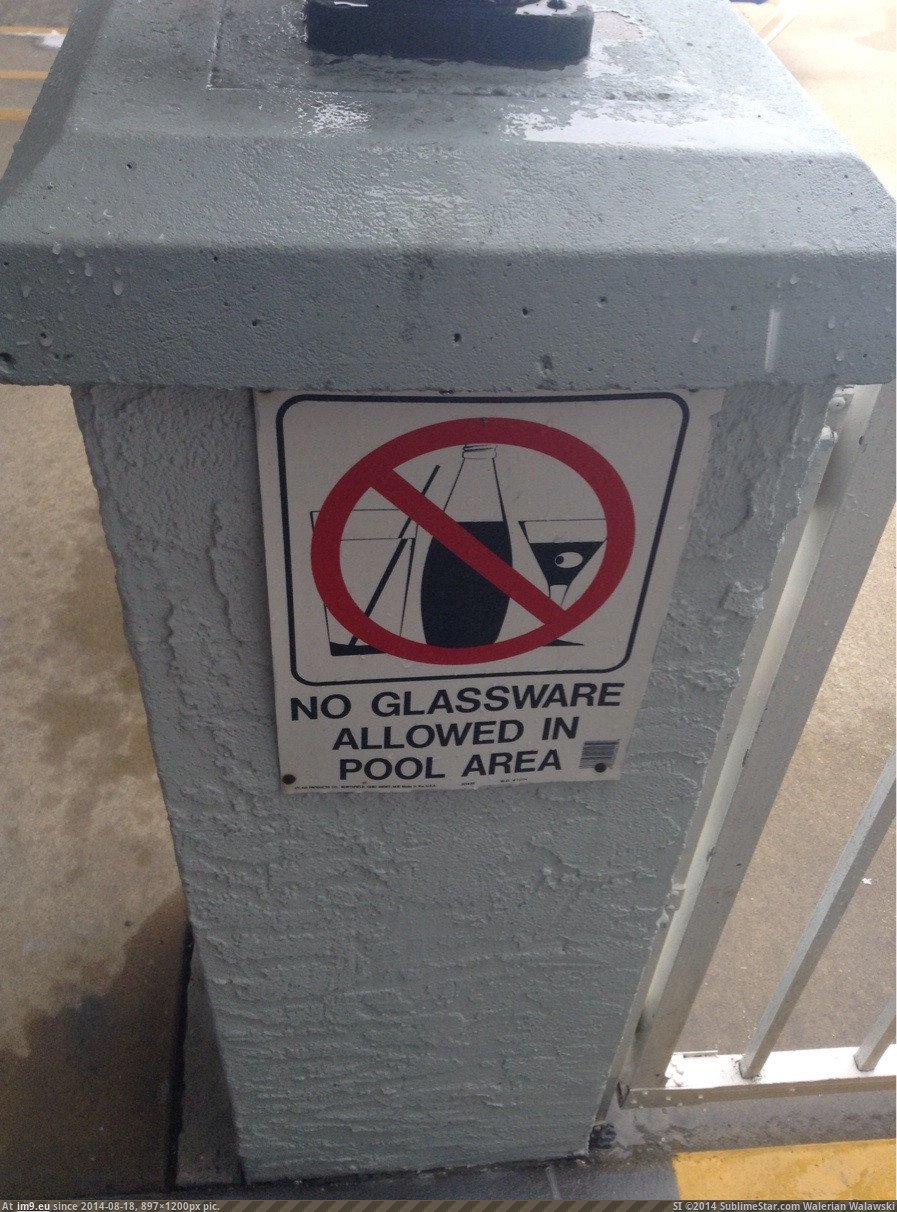 NO GLASSWARE
ALLOWED IN
POOL AREA
At im9.eu since 2014-08-18, 897×1200px pic.
SI ©2014 SublimeStar.com Walerian Walawski